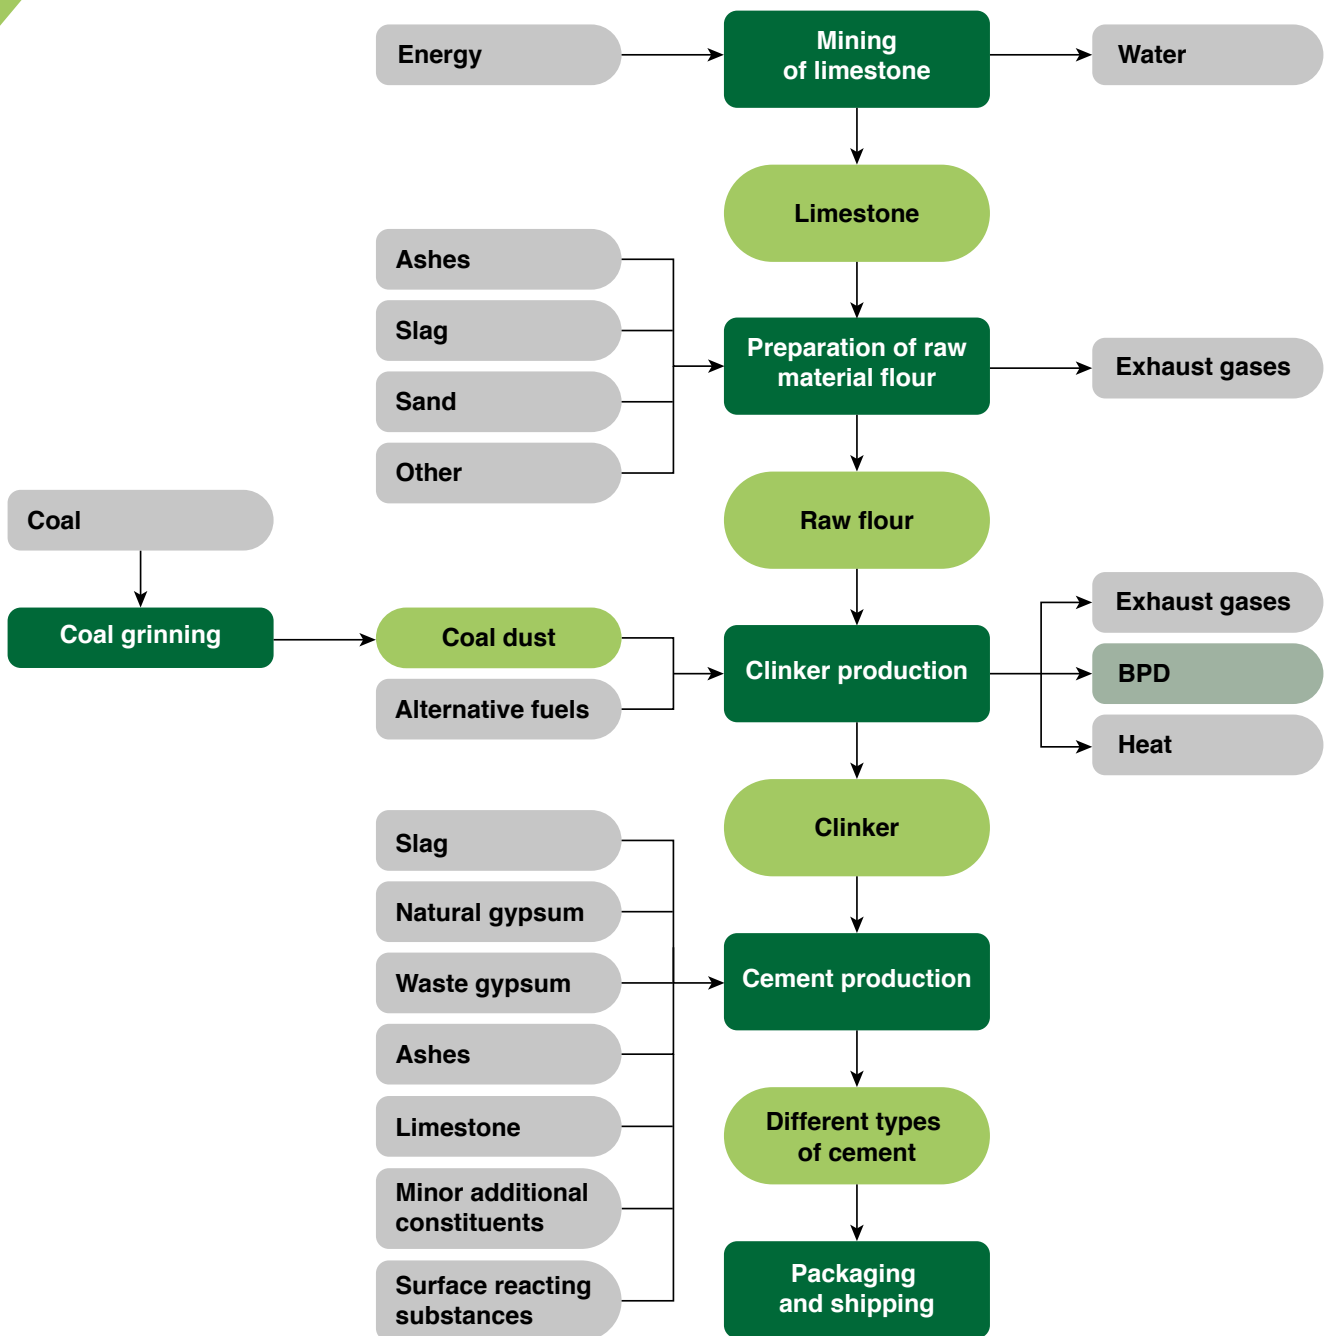 Energy
Mining
of limestone
Water
Limestone
Ashes
Slag
Sand
Other
Preparation of raw
material flour
Exhaust gases
Raw flour
Coal
Coal grinning
Coal dust
Alternative fuels
Clinker production
Exhaust gases
BPD
Heat
Clinker
Slag
Natural gypsum
Waste gypsum
Ashes
Limestone
Minor additional
constituents
Surface reacting
substances
Cement production
Different types
of cement
Packaging
and shipping